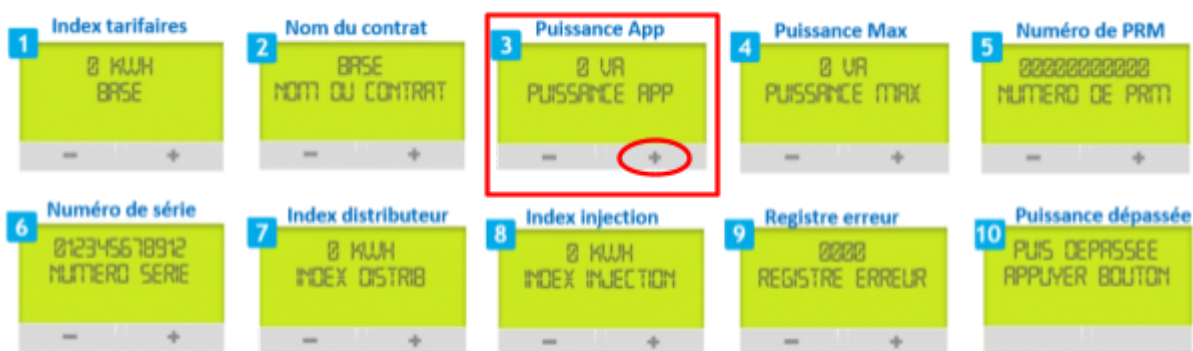 1 Index tarifaires
0 KWH
BASE
- +
2 Nom du contrat
BASE
NOM DU CONTRAT
- +
3 Puissance App
0 VA
PUISSANCE APP
- +
4 Puissance Max
0 VA
PUISSANCE MAX
- +
5 Numéro de PRM
00000000000
NUMERO DE PRM
- +
6 Numéro de série
012345678912
NUMERO SERIE
- +
7 Index distributeur
0 KWH
INDEX DISTRIB
- +
8 Index injection
0 KWH
INDEX INJECTION
- +
9 Registre erreur
0000
REGISTRE ERREUR
- +
10 Puissance dépassée
PUIS DEPASSEE
APPUYER BOUTON